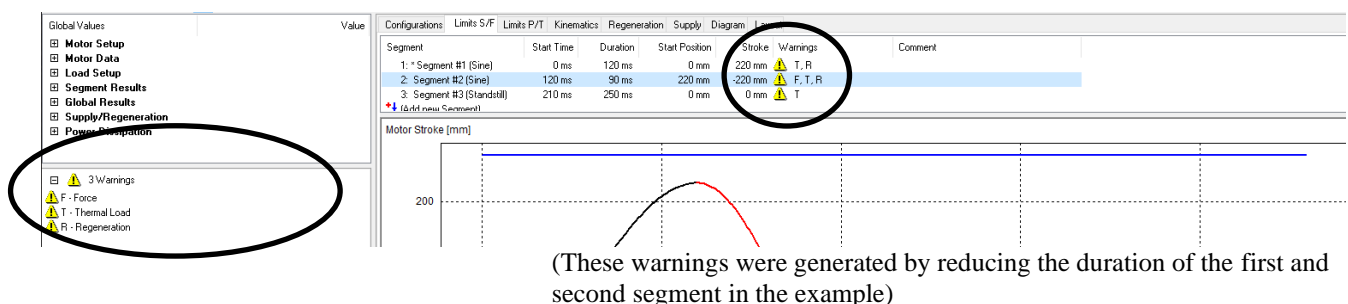 Global Values Value
Motor Setup
Motor Data
Load Setup
Segment Results
Global Results
Supply/Regeneration
Power Dissipation
3 Warnings
F - Force
T - Thermal Load
R - Regeneration
Configurations Limits S/F Limits P/T Kinematics Regeneration Supply Diagram
Segment Start Time Duration Start Position Stroke Warnings Comment
1: * Segment #1 (Sine) 0 ms 120 ms 0 mm 220 mm T, R
2: Segment #2 (Sine) 120 ms 90 ms 220 mm -220 mm F, T, R
3: Segment #3 (Standstill) 210 ms 250 ms 0 mm 0 mm T
(Add new Segment)
Motor Stroke [mm]
200
(These warnings were generated by reducing the duration of the first and
second segment in the example)